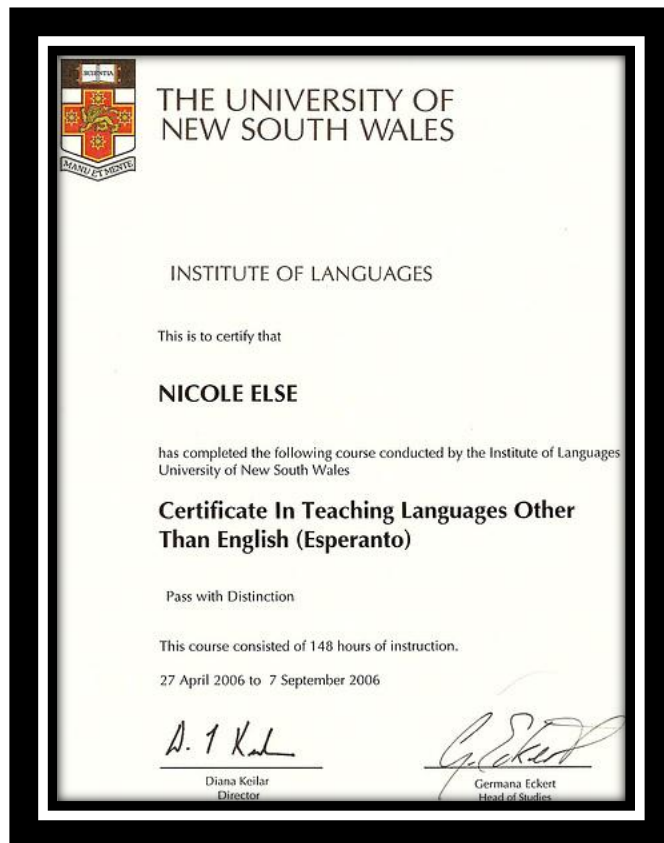 SCIENTIA
MANU ET MENTE
THE UNIVERSITY OF
NEW SOUTH WALES
INSTITUTE OF LANGUAGES
This is to certify that
NICOLE ELSE
has completed the following course conducted by the Institute of Languages
University of New South Wales
Certificate In Teaching Languages Other
Than English (Esperanto)
Pass with Distinction
This course consisted of 148 hours of instruction.
27 April 2006 to 7 September 2006
Diana Keilar
Director
G. Eckert
Germana Eckert
Head of Studies